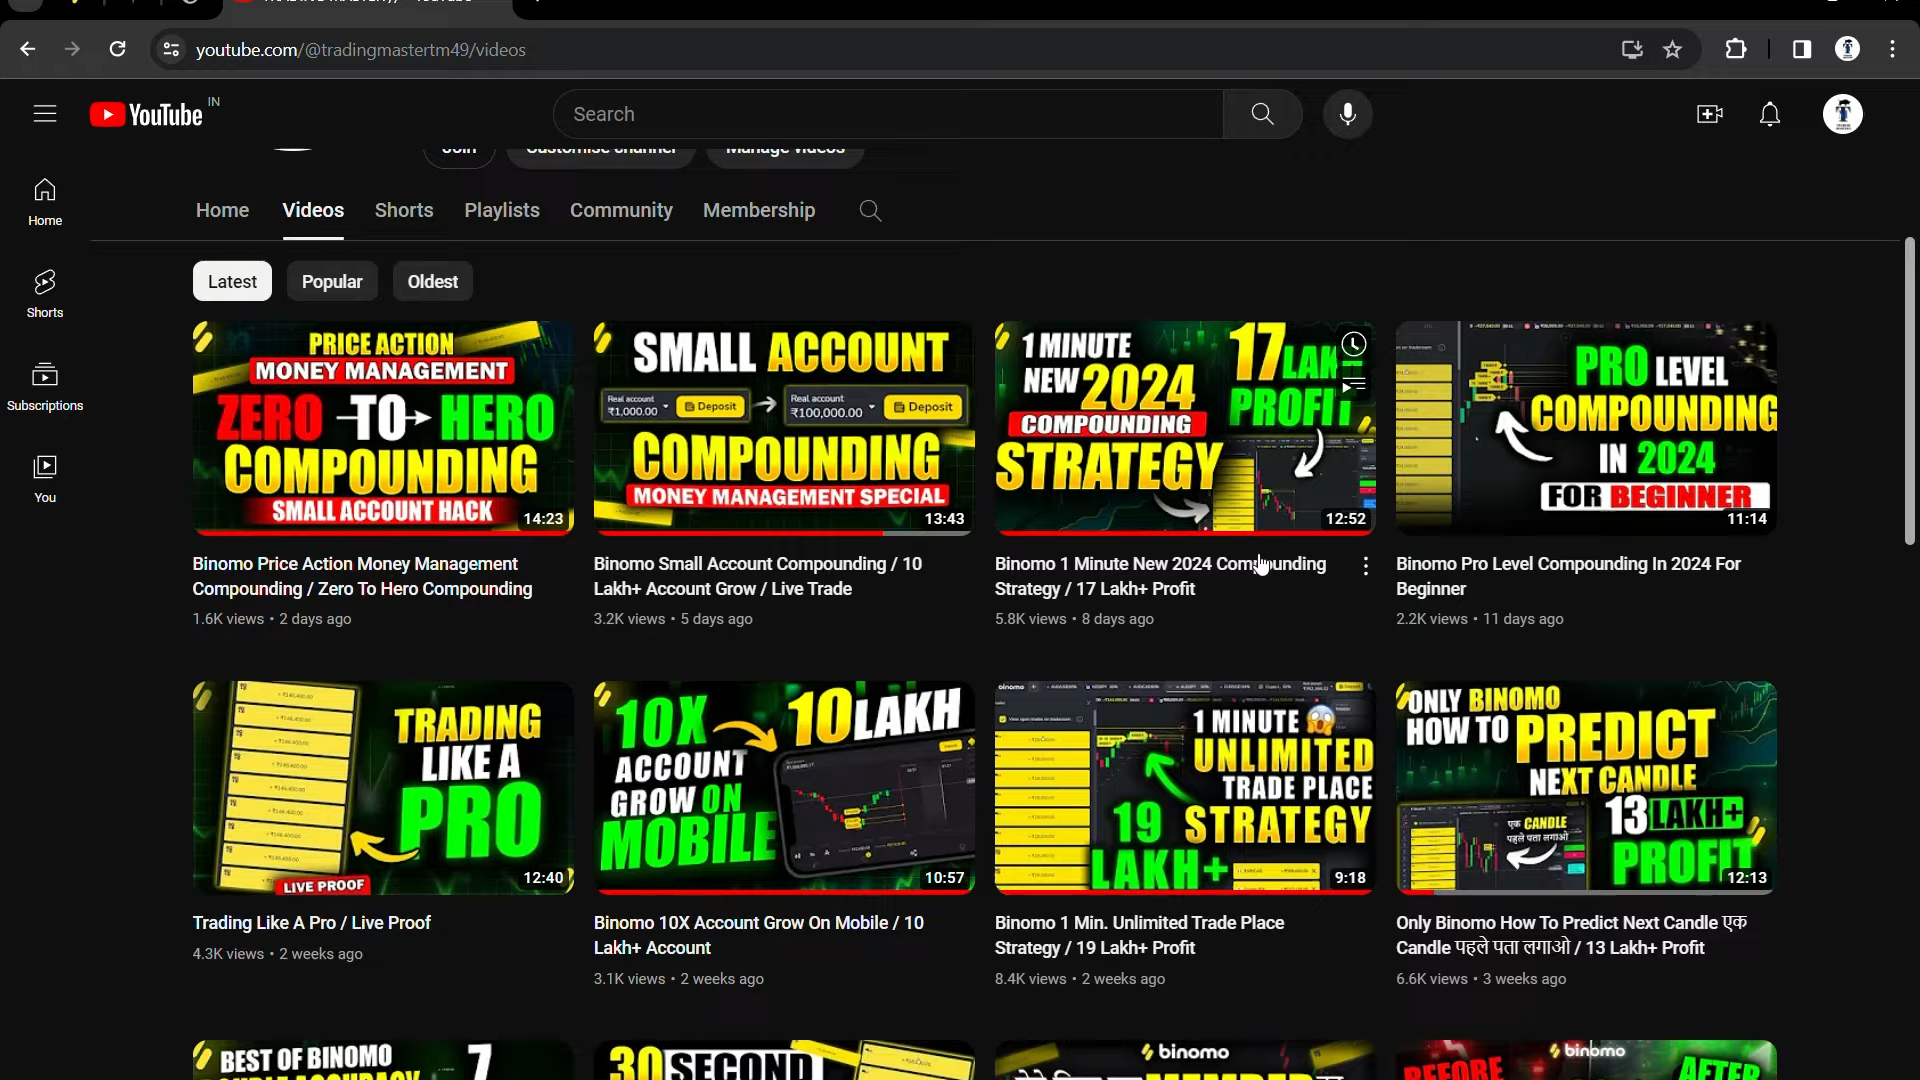 youtube.com/@tradingmastertm49/videos
YouTube IN
Search
Home
Videos
Shorts
Playlists
Community
Membership
Home
Shorts
Subscriptions
You
Latest
Popular
Oldest
PRICE ACTION
MONEY MANAGEMENT
ZERO TO HERO
COMPOUNDING
SMALL ACCOUNT HACK
14:23
Binomo Price Action Money Management
Compounding / Zero To Hero Compounding
1.6K views • 2 days ago
SMALL ACCOUNT
Real account
₹1,000.00
Deposit
Real account
₹100,000.00
Deposit
COMPOUNDING
MONEY MANAGEMENT SPECIAL
13:43
Binomo Small Account Compounding / 10
Lakh+ Account Grow / Live Trade
3.2K views • 5 days ago
1 MINUTE
NEW 2024
COMPOUNDING
STRATEGY
17 LAK
PROFIT
12:52
Binomo 1 Minute New 2024 Compounding
Strategy / 17 Lakh+ Profit
5.8K views • 8 days ago
PRO LEVEL
COMPOUNDING
IN 2024
FOR BEGINNER
11:14
Binomo Pro Level Compounding In 2024 For
Beginner
2.2K views • 11 days ago
TRADING
LIKE A
PRO
LIVE PROOF
12:40
Trading Like A Pro / Live Proof
4.3K views • 2 weeks ago
10X
10 LAKH
ACCOUNT
GROW ON
MOBILE
10:57
Binomo 10X Account Grow On Mobile / 10
Lakh+ Account
3.1K views • 2 weeks ago
binomo
1 MINUTE
UNLIMITED
TRADE PLACE
STRATEGY
19
LAKH+
9:18
Binomo 1 Min. Unlimited Trade Place
Strategy / 19 Lakh+ Profit
8.4K views • 2 weeks ago
ONLY BINOMO
HOW TO PREDICT
NEXT CANDLE
13 LAKH+
PROFIT
एक CANDLE
पहले पता लगाओ
12:13
Only Binomo How To Predict Next Candle एक
Candle पहले पता लगाओ / 13 Lakh+ Profit
6.6K views • 3 weeks ago
BEST OF BINOMO
7
30 SECOND
binomo
binomo
BEFORE
AFTER